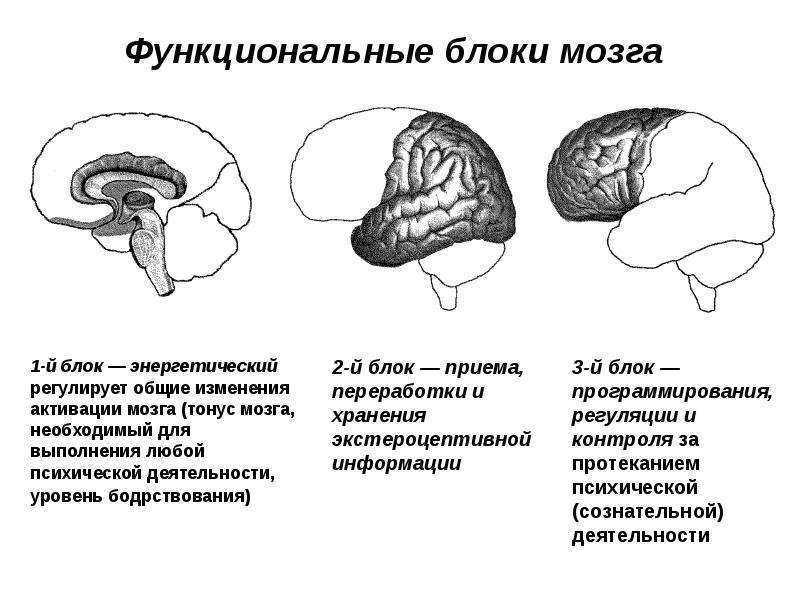 Функциональные блоки мозга
1-й блок — энергетический
регулирует общие изменения
активации мозга (тонус мозга,
необходимый для
выполнения любой
психической деятельности,
уровень бодрствования)
2-й блок — приема,
переработки и
хранения
экстероцептивной
информации
3-й блок —
программирования,
регуляции и
контроля за
протеканием
психической
(сознательной)
деятельности